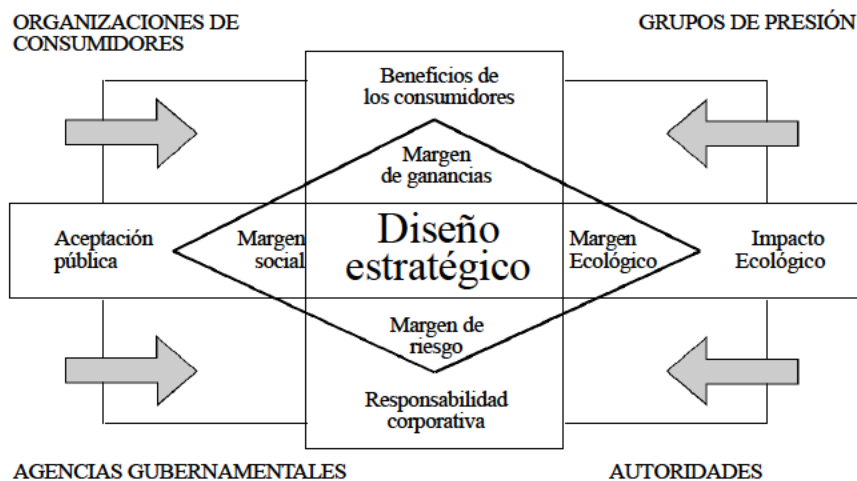 ORGANIZACIONES DE
CONSUMIDORES
GRUPOS DE PRESIÓN
Beneficios de
los consumidores
Margen
de ganancias
Aceptación
pública
Margen
social
Diseño
estratégico
Margen
Ecológico
Impacto
Ecológico
Margen de
riesgo
Responsabilidad
corporativa
AGENCIAS GUBERNAMENTALES
AUTORIDADES